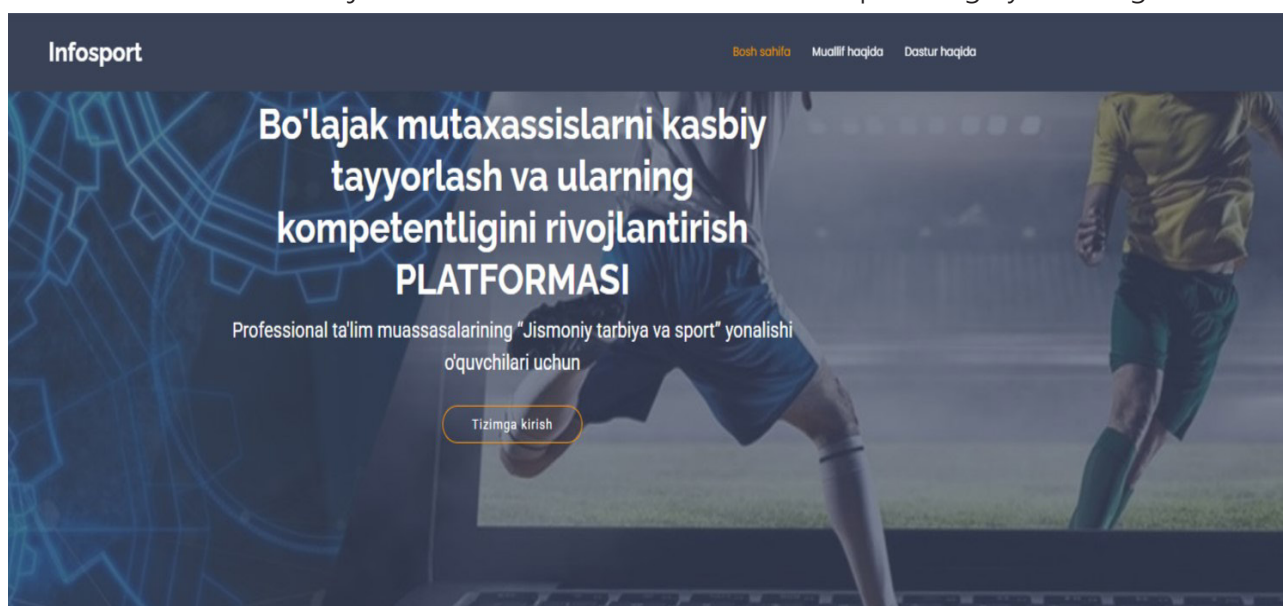 Infosport
Bosh sahifa Muallif haqida Dastur haqida
Bo'lajak mutaxassislarni kasbiy
tayyorlash va ularning
kompetentligini rivojlantirish
PLATFORMASI
Professional ta'lim muassasalarining “Jismoniy tarbiya va sport” yonalishi
o'quvchilari uchun
Tizimga kirish